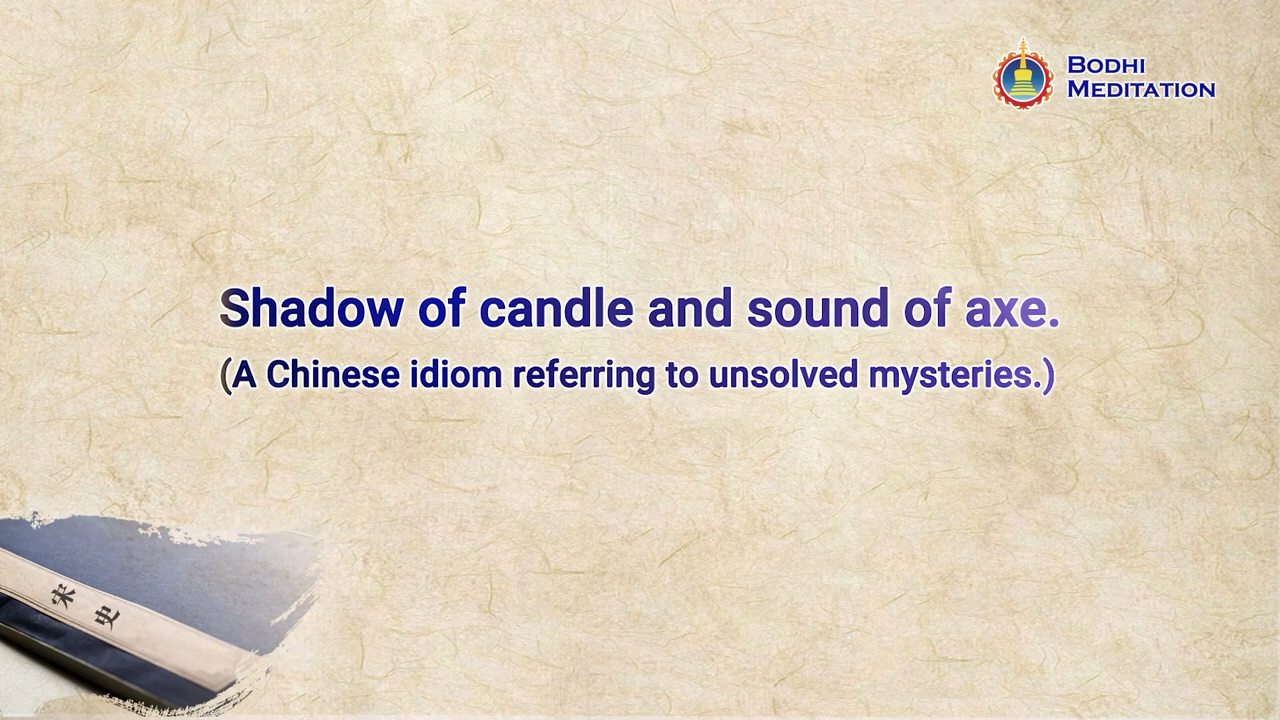 BODHI
MEDITATION
Shadow of candle and sound of axe.
(A Chinese idiom referring to unsolved mysteries.)
宋史